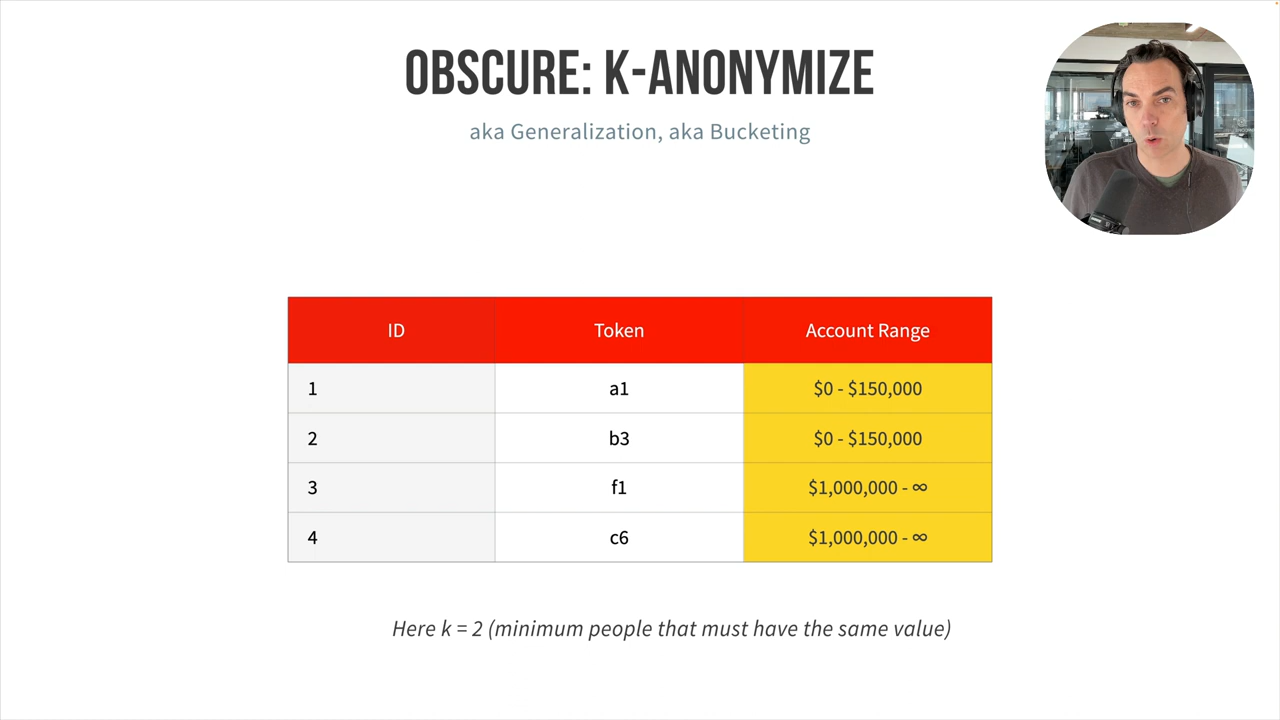 OBSCURE: K-ANONYMIZE
aka Generalization, aka Bucketing
ID Token Account Range
1 a1 $0 - $150,000
2 b3 $0 - $150,000
3 f1 $1,000,000 - ∞
4 c6 $1,000,000 - ∞
Here k = 2 (minimum people that must have the same value)